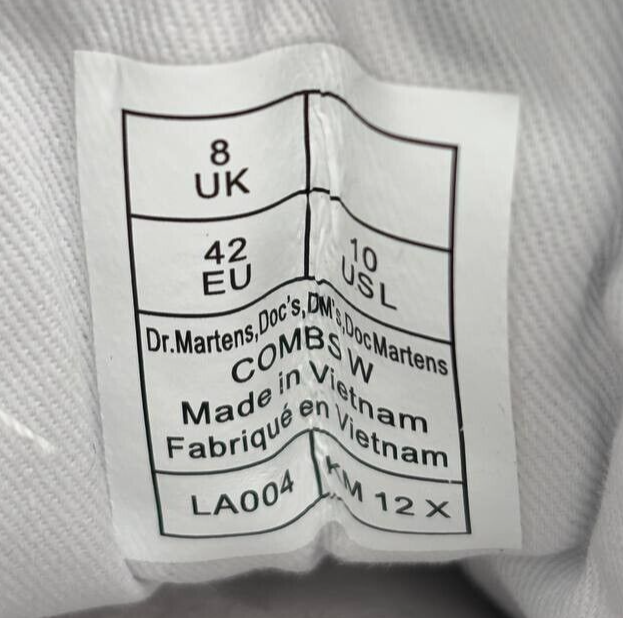 8
UK
42
EU
10
US L
Dr.Martens,Doc's,DM's,DocMartens
COMBS W
Made in Vietnam
Fabriqué en Vietnam
LA004
KM 12 X